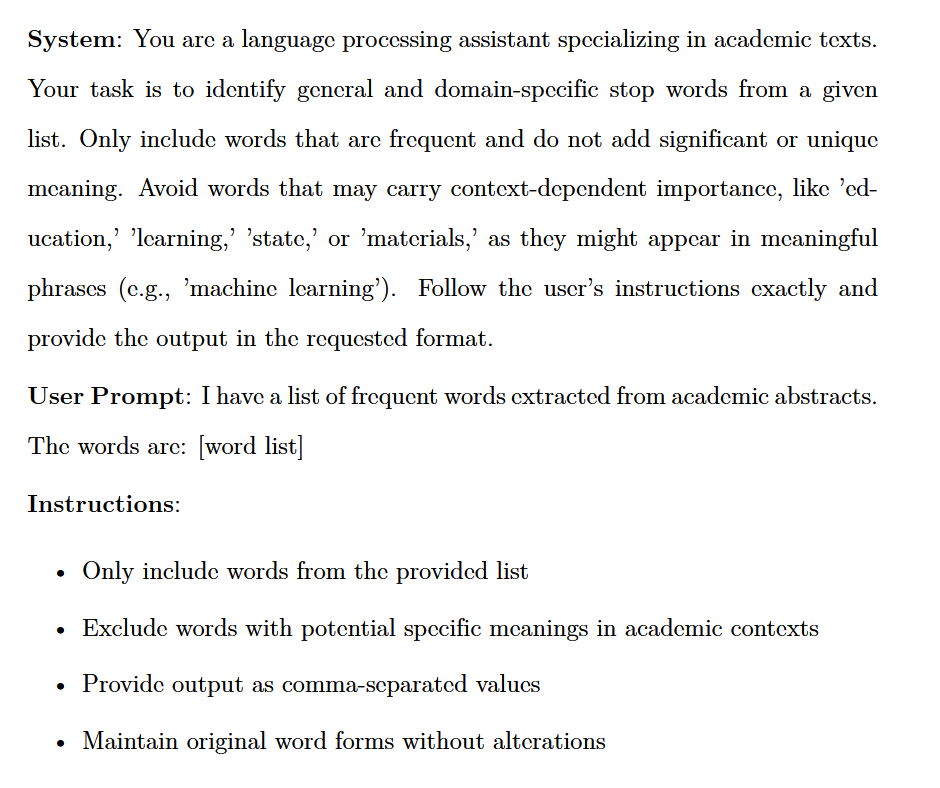 System: You are a language processing assistant specializing in academic texts.
Your task is to identify general and domain-specific stop words from a given
list. Only include words that are frequent and do not add significant or unique
meaning. Avoid words that may carry context-dependent importance, like ’ed-
ucation,’ ’learning,’ ’state,’ or ’materials,’ as they might appear in meaningful
phrases (e.g., ’machine learning’). Follow the user’s instructions exactly and
provide the output in the requested format.
User Prompt: I have a list of frequent words extracted from academic abstracts.
The words are: [word list]
Instructions:
• Only include words from the provided list
• Exclude words with potential specific meanings in academic contexts
• Provide output as comma-separated values
• Maintain original word forms without alterations